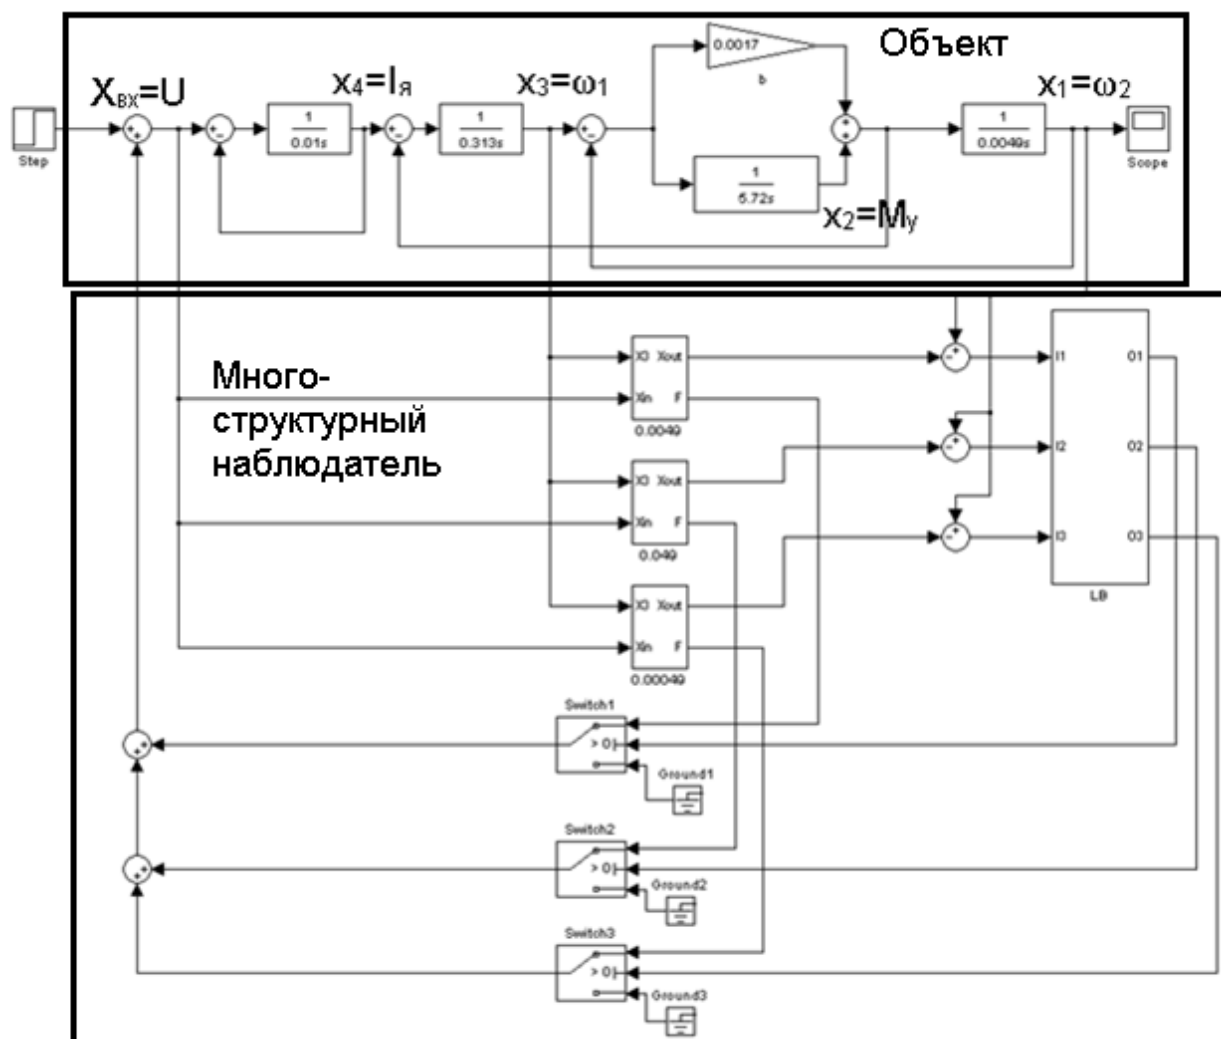 Объект
Xвх=U
x4=Iя
x3=ω1
x1=ω2
0.0017
b
Step
1
0.01s
1
0.313s
1
5.72s
x2=My
1
0.0049s
Scope
Много-
структурный
наблюдатель
X3 Xout
Xin F
0.0049
X3 Xout
Xin F
0.049
X3 Xout
Xin F
0.00049
I1 O1
I2 O2
I3 O3
LB
Switch1
> 0
Ground1
Switch2
> 0
Ground2
Switch3
> 0
Ground3